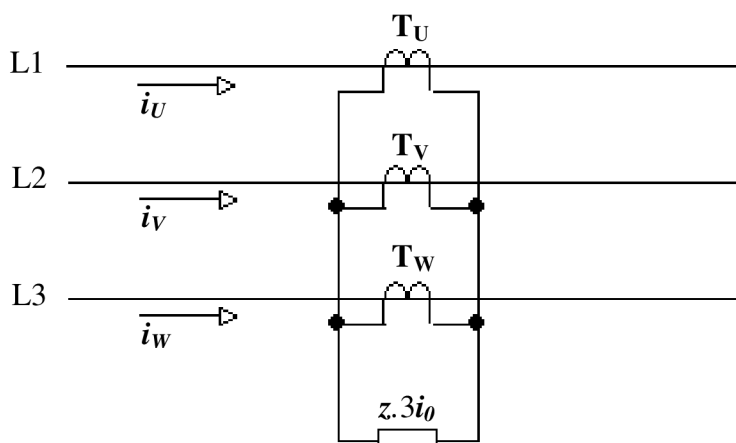 T_U
L1
i_U
T_V
L2
i_V
T_W
L3
i_W
z.3i_0